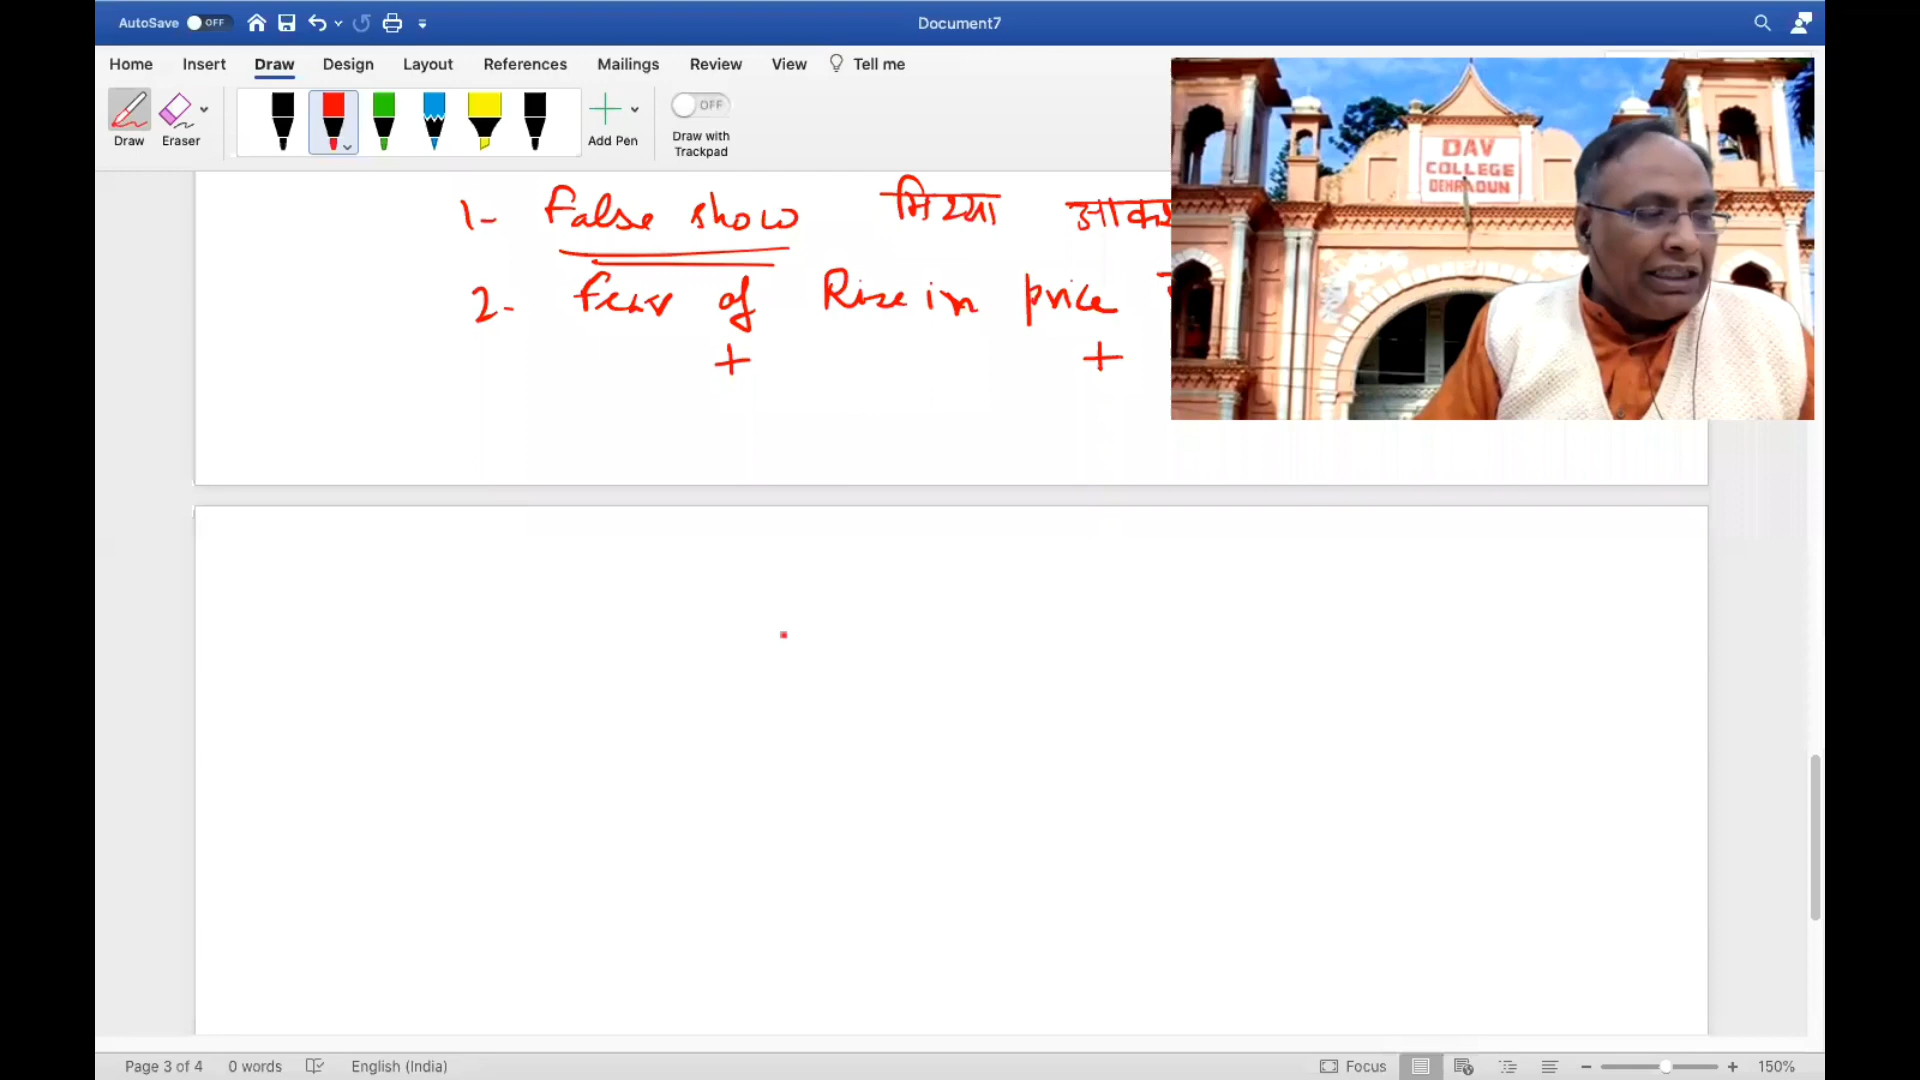 AutoSave OFF
Document7
Home Insert Draw Design Layout References Mailings Review View Tell me
OFF
Draw Eraser Add Pen Draw with Trackpad
DAV
COLLEGE
DEHRADUN
1- false show मिथ्या
2- fear of Rise in price
+ +
Page 3 of 4 0 words English (India) Focus 150%